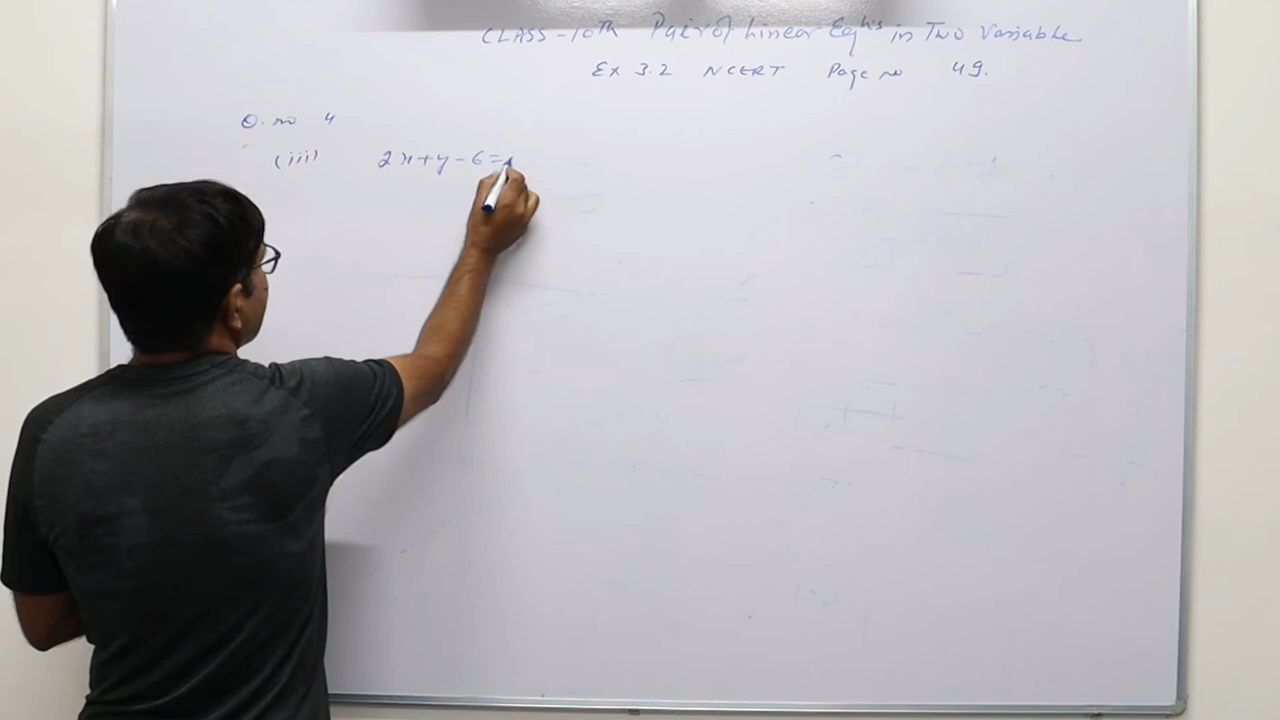 CLASS-10th Pair of Linear Eqns in Two Variable
Ex 3.2 NCERT Page no 49.
Q. no 4
(iii) 2x+y-6=